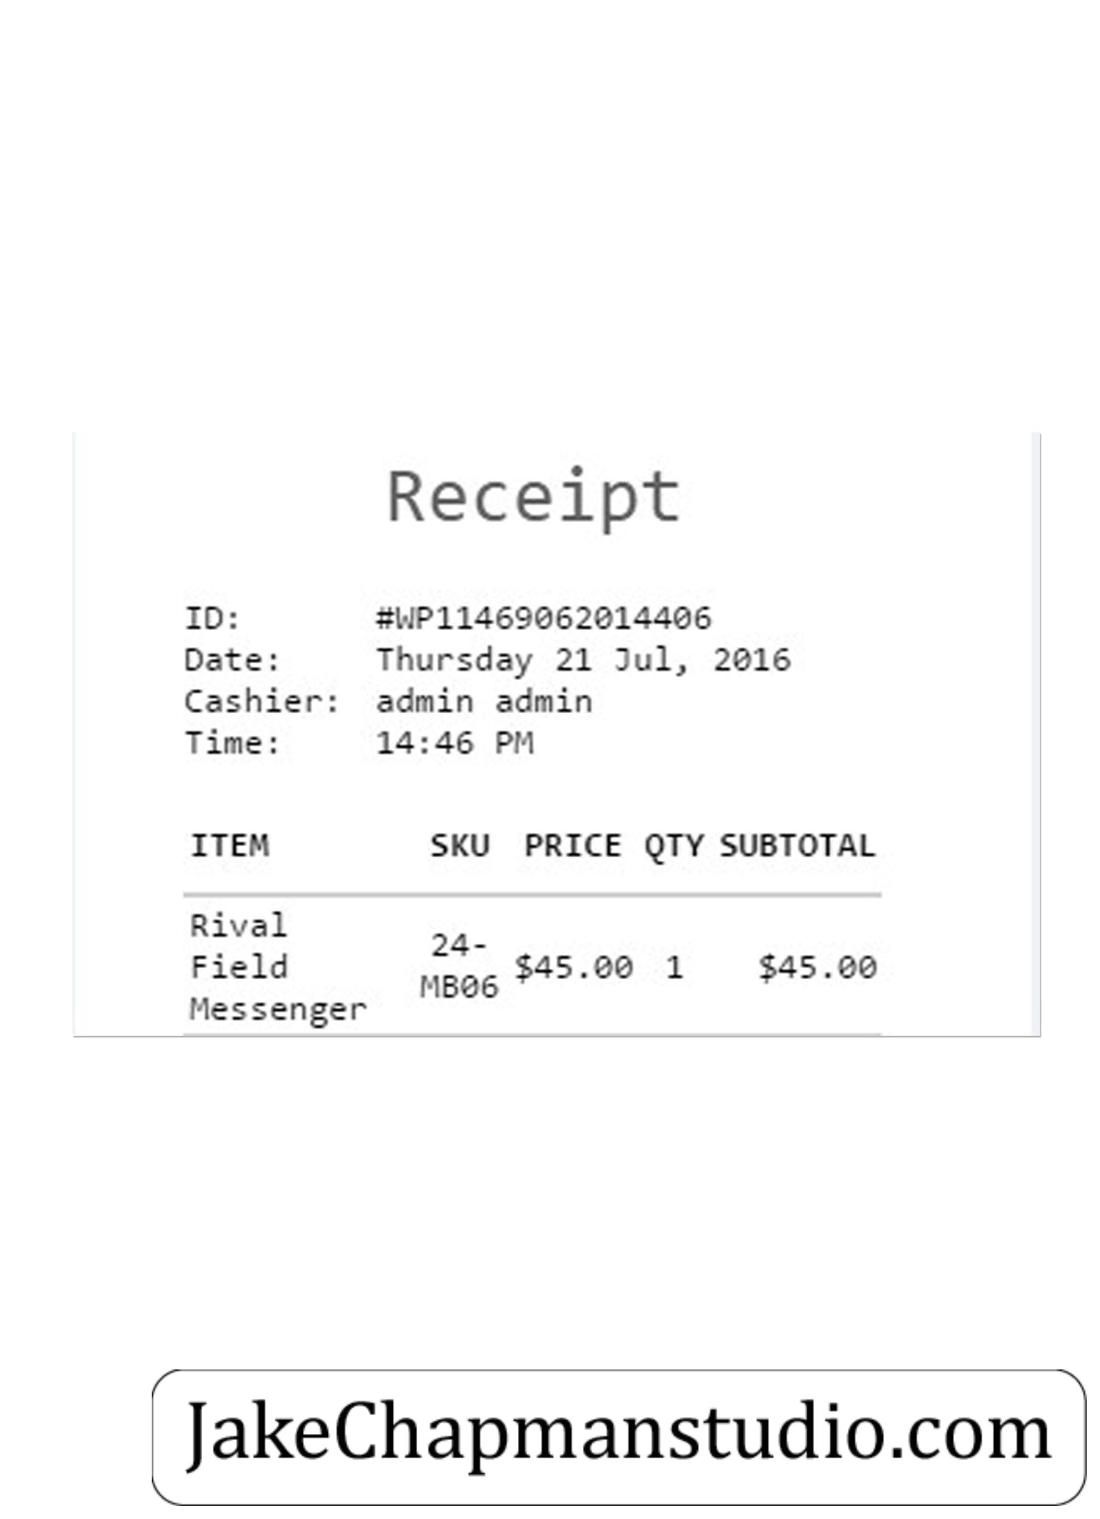 Receipt
ID: #WP11469062014406
Date: Thursday 21 Jul, 2016
Cashier: admin admin
Time: 14:46 PM
ITEM SKU PRICE QTY SUBTOTAL
Rival
Field
Messenger 24-
MB06 $45.00 1 $45.00
JakeChapmanstudio.com